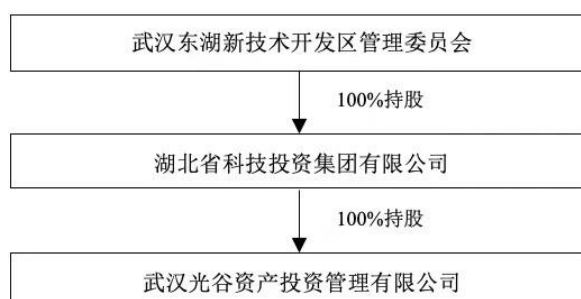 武汉东湖新技术开发区管理委员会
100%持股
湖北省科技投资集团有限公司
100%持股
武汉光谷资产投资管理有限公司